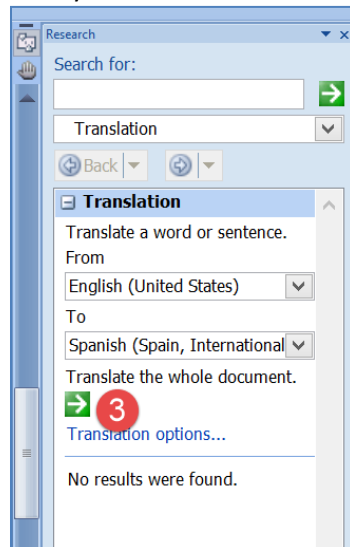 Research
Search for:
Translation
Back
Translation
Translate a word or sentence.
From
English (United States)
To
Spanish (Spain, International
Translate the whole document.
3
Translation options...
No results were found.